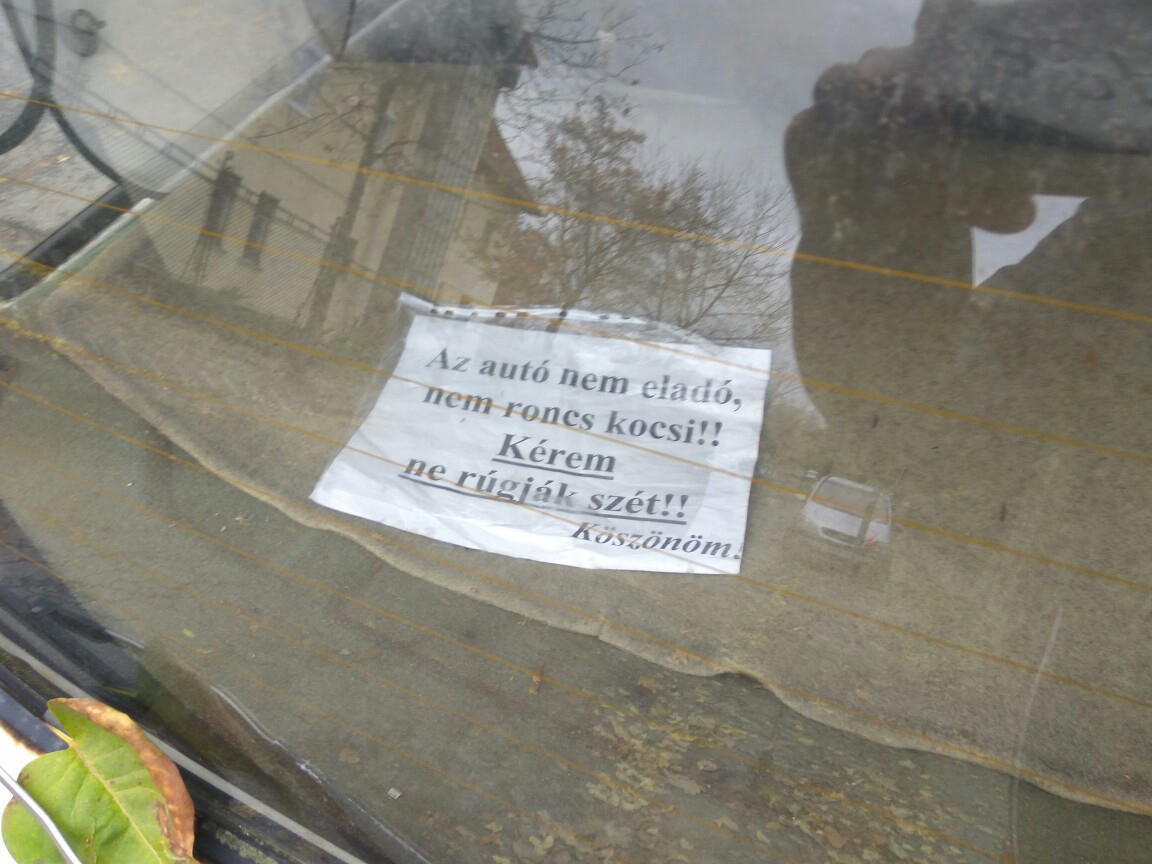 Az autó nem eladó,
nem roncs kocsi!!
Kérem
ne rúgják szét!!
Köszönöm!